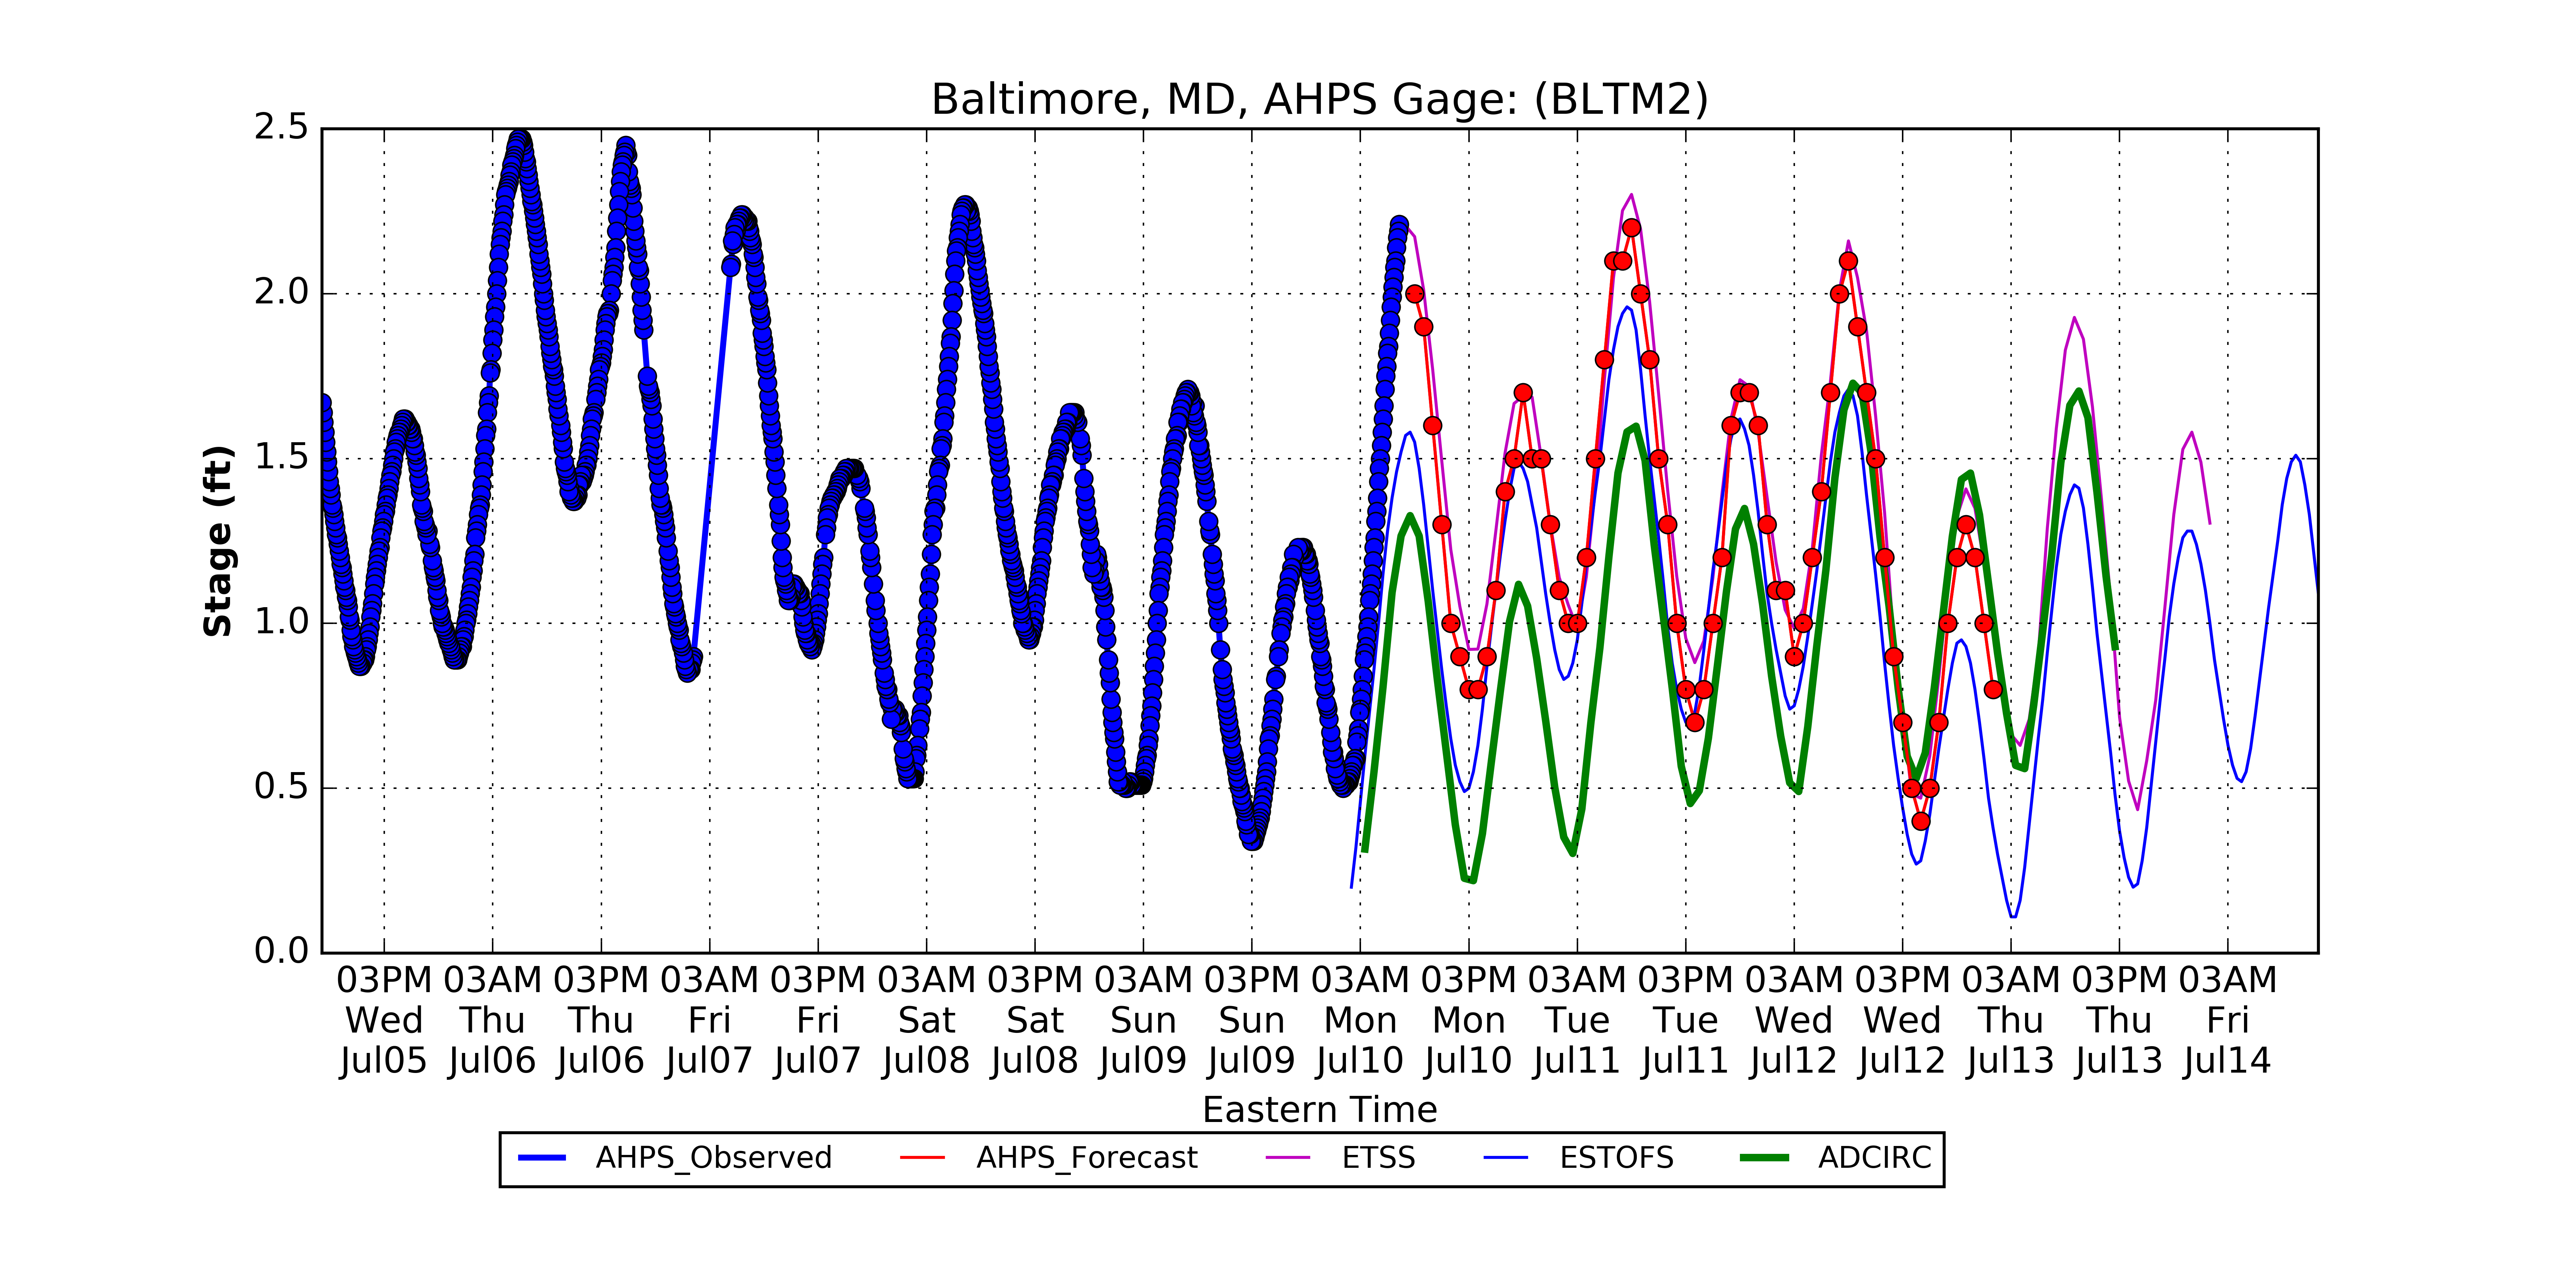 Baltimore, MD, AHPS Gage: (BLTM2)
Stage (ft)
2.5
2.0
1.5
1.0
0.5
0.0
03PM 03AM 03PM 03AM 03PM 03AM 03PM 03AM 03PM 03AM 03PM 03AM 03PM 03AM 03PM 03AM 03PM 03AM
Wed Thu Thu Fri Fri Sat Sat Sun Sun Mon Mon Tue Tue Wed Wed Thu Thu Fri
Jul05 Jul06 Jul06 Jul07 Jul07 Jul08 Jul08 Jul09 Jul09 Jul10 Jul10 Jul11 Jul11 Jul12 Jul12 Jul13 Jul13 Jul14
Eastern Time
AHPS_Observed AHPS_Forecast ETSS ESTOFS ADCIRC